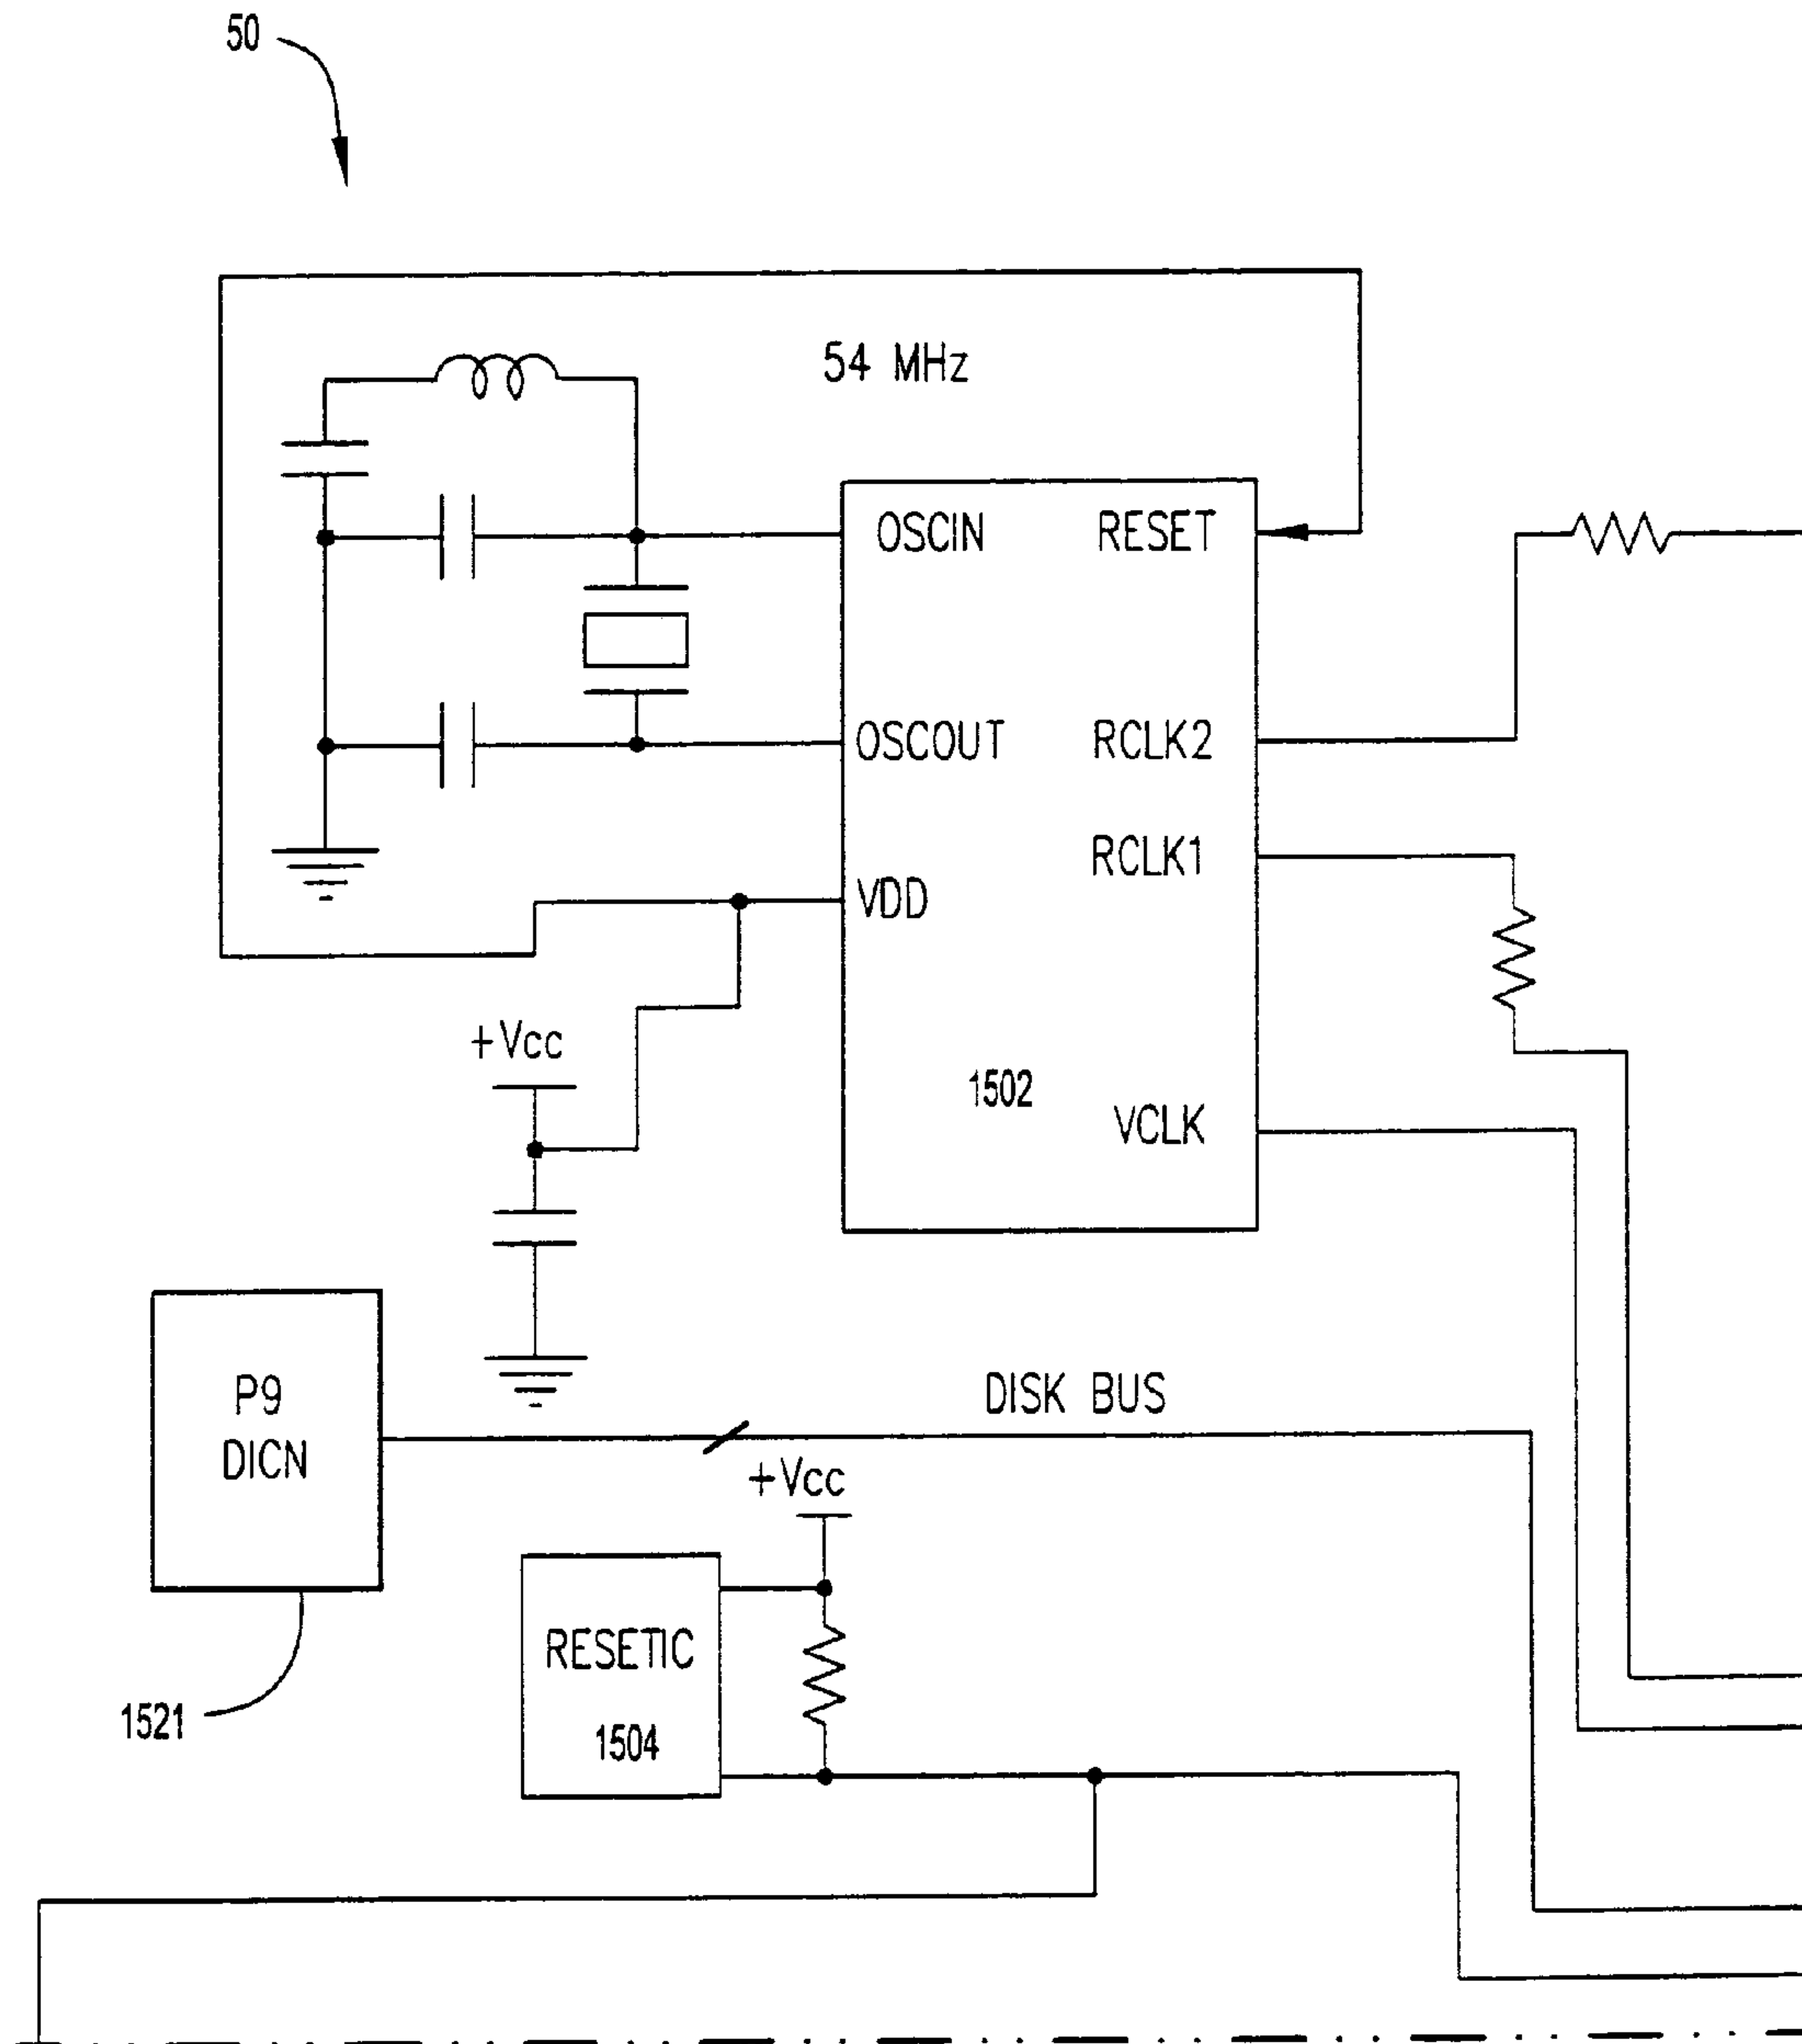 50
54 MHz
OSCIN
RESET
OSCOUT
RCLK2
RCLK1
VDD
+Vcc
1502
VCLK
P9
DICN
DISK BUS
+Vcc
RESETIC
1504
1521